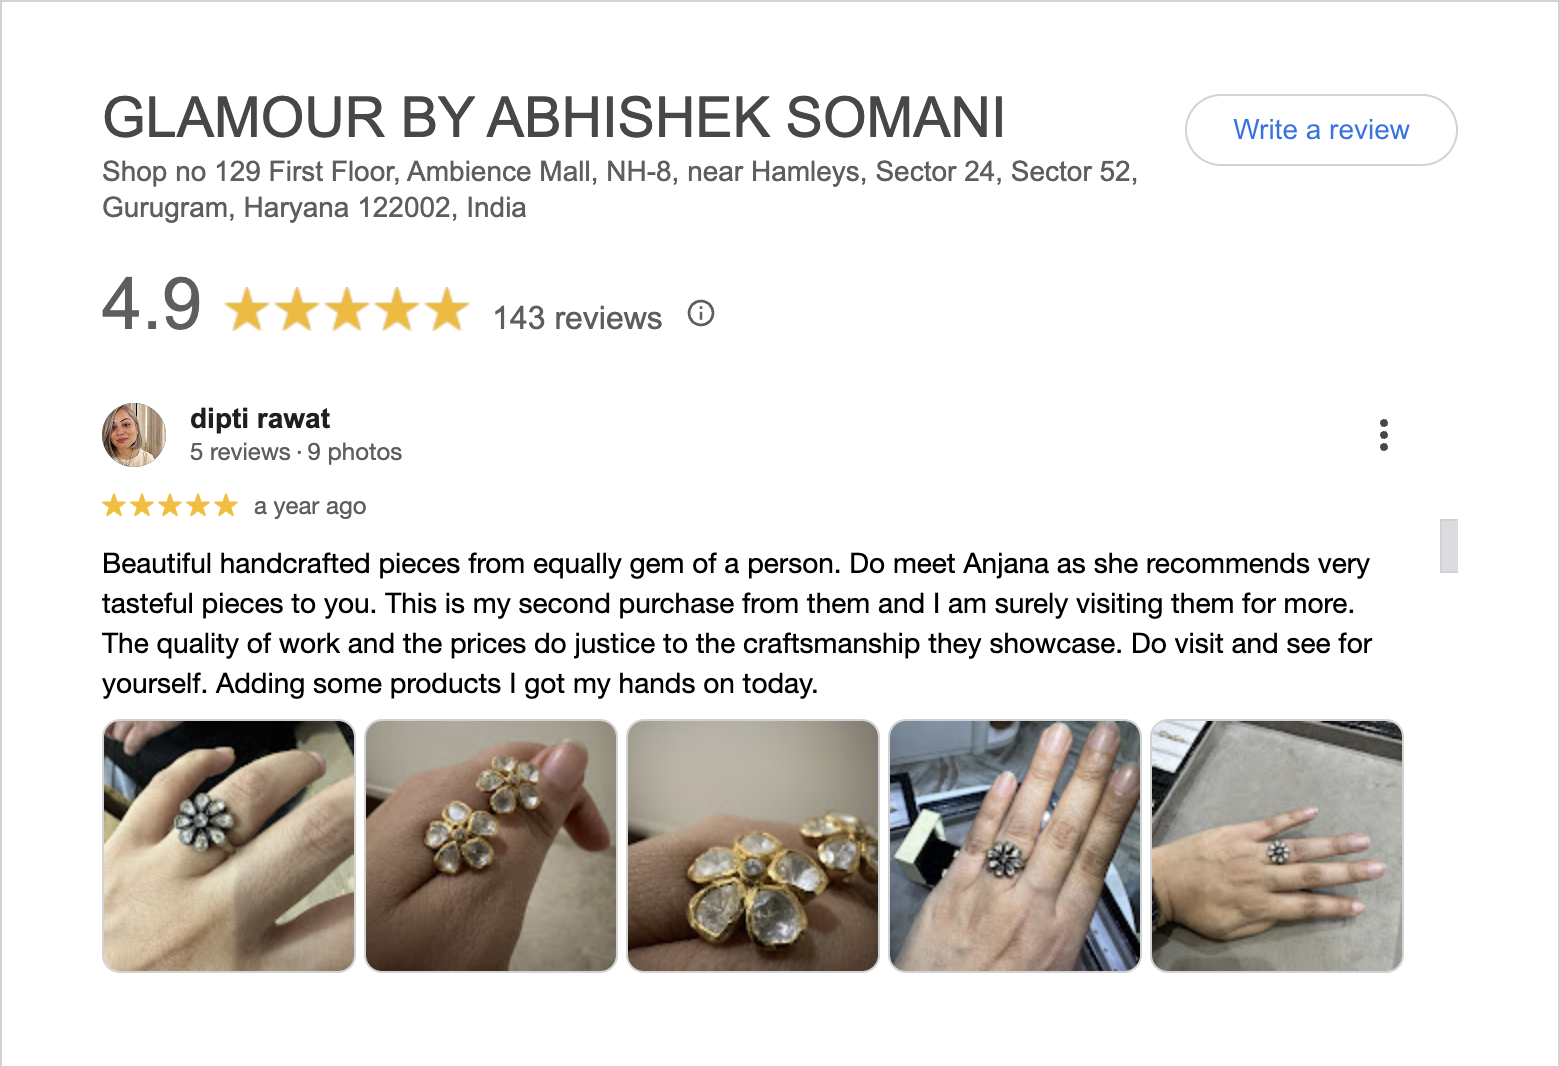 GLAMOUR BY ABHISHEK SOMANI
Write a review
Shop no 129 First Floor, Ambience Mall, NH-8, near Hamleys, Sector 24, Sector 52,
Gurugram, Haryana 122002, India
4.9 143 reviews
dipti rawat
5 reviews · 9 photos
a year ago
Beautiful handcrafted pieces from equally gem of a person. Do meet Anjana as she recommends very
tasteful pieces to you. This is my second purchase from them and I am surely visiting them for more.
The quality of work and the prices do justice to the craftsmanship they showcase. Do visit and see for
yourself. Adding some products I got my hands on today.